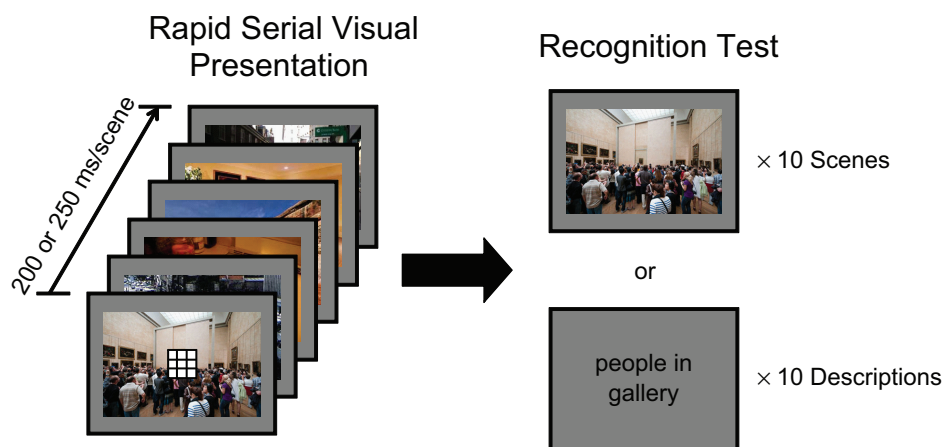 Rapid Serial Visual
Presentation
200 or 250 ms/scene
Recognition Test
× 10 Scenes
or
people in
gallery
× 10 Descriptions